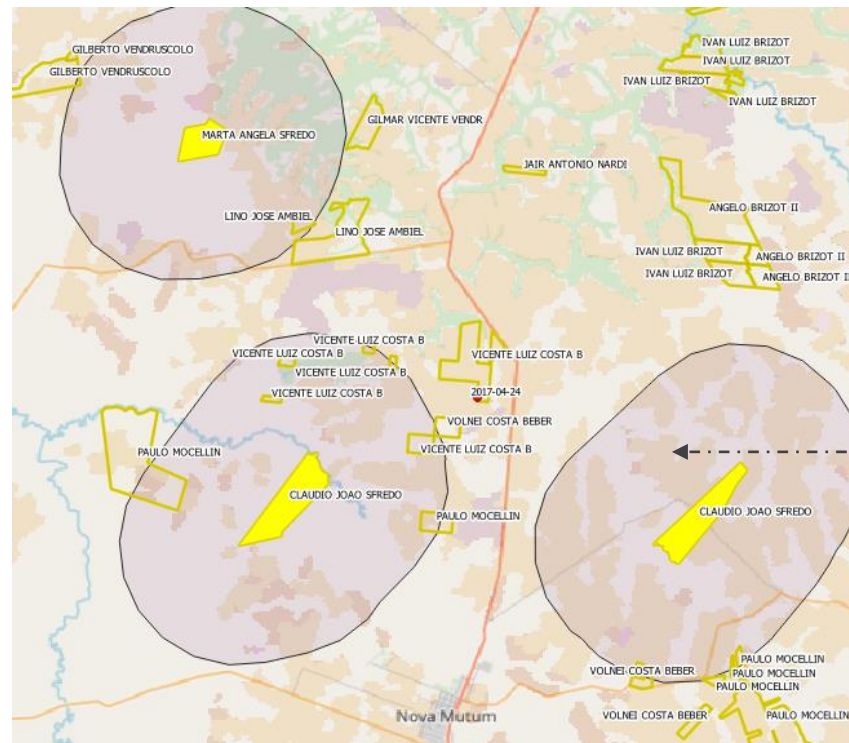 GILBERTO VENDRUSCOLO
GILBERTO VENDRUSCOLO
IVAN LUIZ BRIZOT
IVAN LUIZ BRIZOT
IVAN LUIZ BRIZOT
IVAN LUIZ BRIZOT
GILMAR VICENTE VENDR
MARTA ANGELA SFREDO
JAIR ANTONIO NARDI
ANGELO BRIZOT II
LINO JOSE AMBIEL
LINO JOSE AMBIEL
IVAN LUIZ BRIZOT
ANGELO BRIZOT II
IVAN LUIZ BRIZOT
ANGELO BRIZOT II
VICENTE LUIZ COSTA B
VICENTE LUIZ COSTA B
VICENTE LUIZ COSTA B
VICENTE LUIZ COSTA B
VICENTE LUIZ COSTA B
2017-04-24
VOLNEI COSTA BEBER
VICENTE LUIZ COSTA B
PAULO MOCELLIN
CLAUDIO JOAO SFREDO
CLAUDIO JOAO SFREDO
PAULO MOCELLIN
PAULO MOCELLIN
VOLNEI COSTA BEBER
PAULO MOCELLIN
PAULO MOCELLIN
Nova Mutum
VOLNEI COSTA BEBER
PAULO MOCELLIN